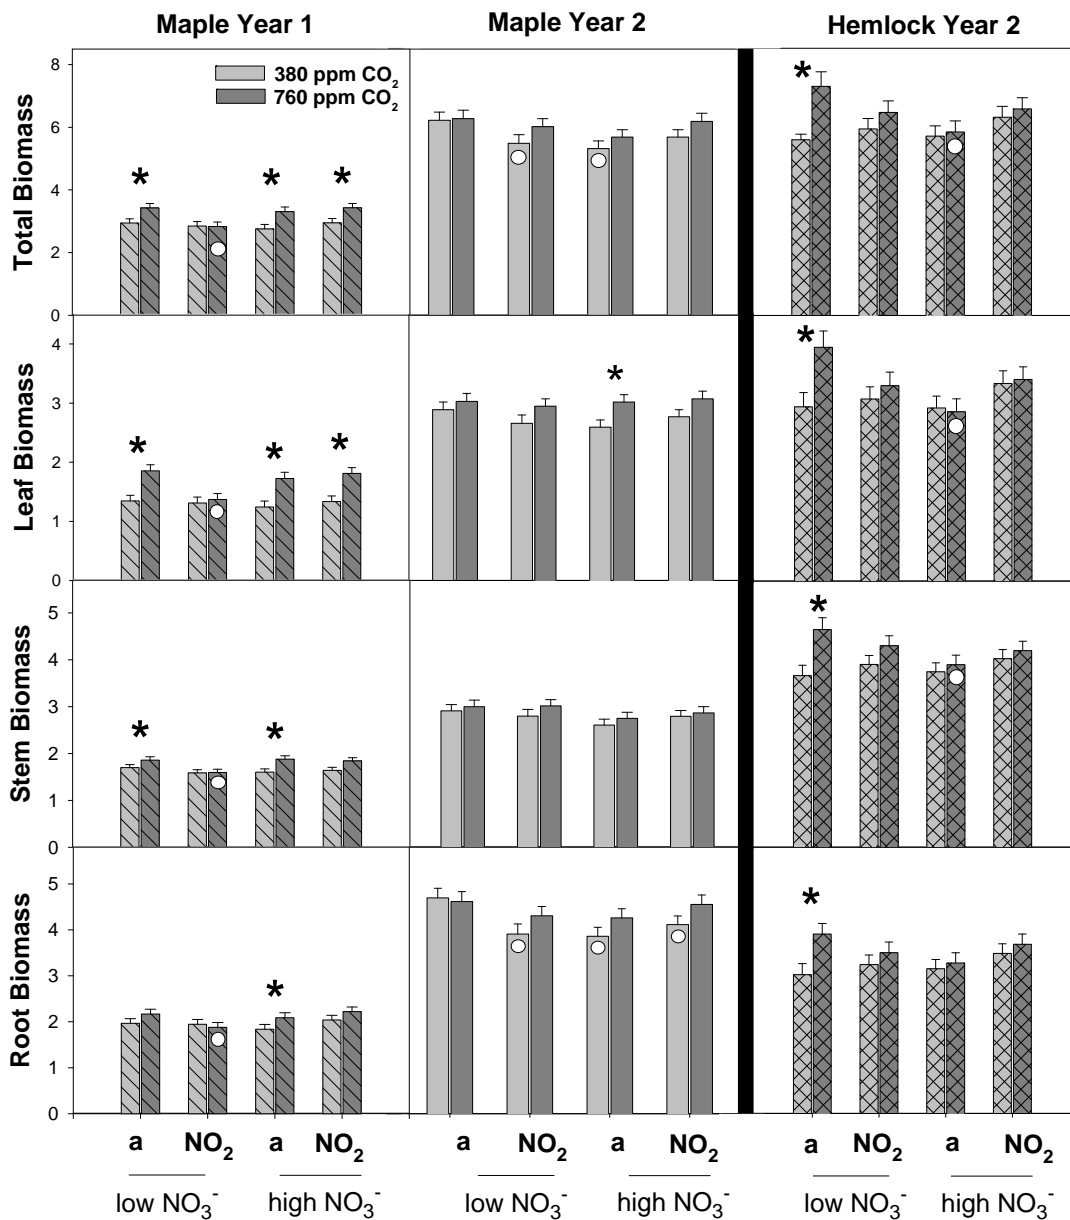 Maple Year 1 Maple Year 2 Hemlock Year 2
380 ppm CO₂
760 ppm CO₂
Total Biomass
8
6
4
2
0
Leaf Biomass
4
3
2
1
0
Stem Biomass
5
4
3
2
1
0
Root Biomass
5
4
3
2
1
0
* * * *
* * * * *
* * *
* *
a NO₂ a NO₂ a NO₂ a NO₂ a NO₂ a NO₂
low NO₃⁻ high NO₃⁻ low NO₃⁻ high NO₃⁻ low NO₃⁻ high NO₃⁻